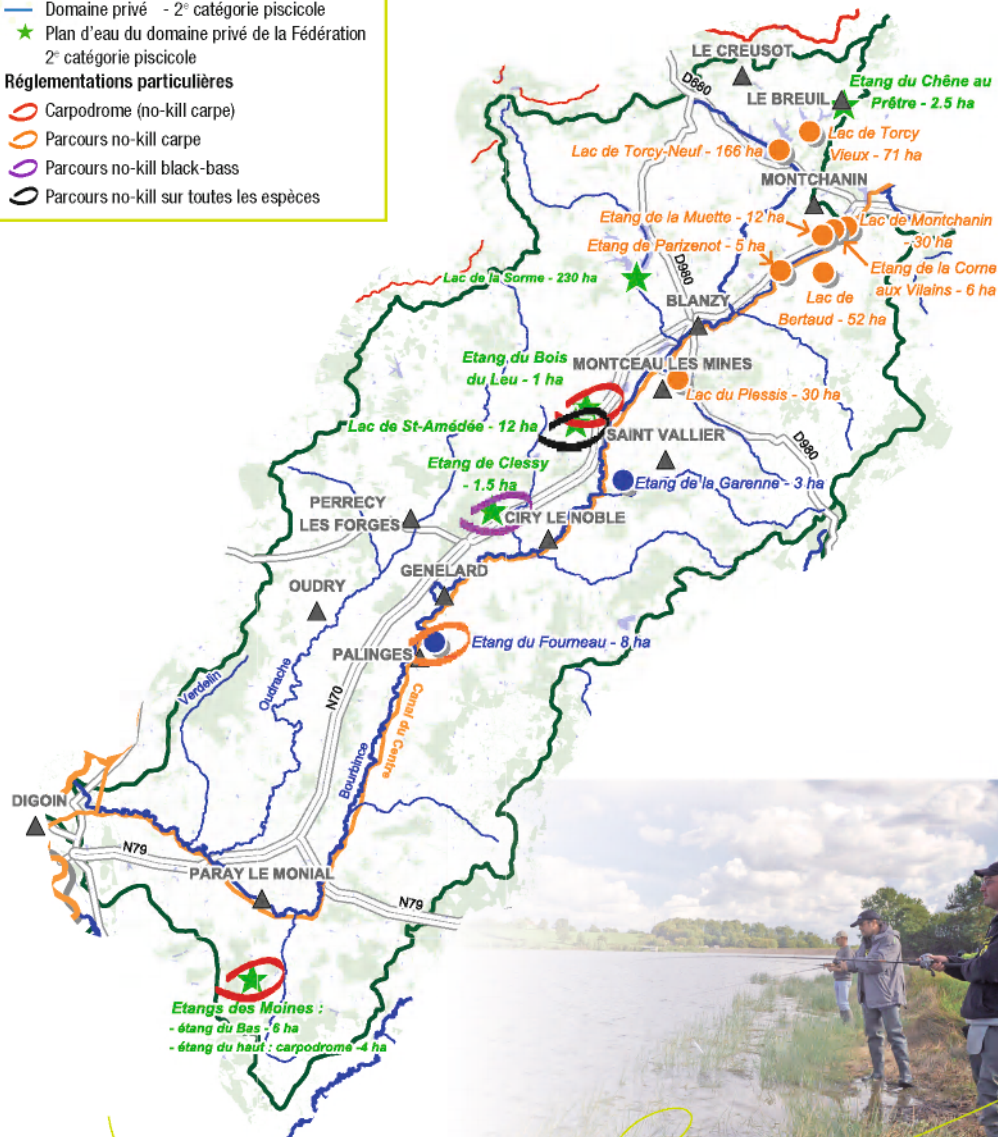 Domaine privé - 2e catégorie piscicole
Plan d'eau du domaine privé de la Fédération
2e catégorie piscicole
Réglementations particulières
Carpodrome (no-kill carpe)
Parcours no-kill carpe
Parcours no-kill black-bass
Parcours no-kill sur toutes les espèces
LE CREUSOT
D680
LE BREUIL
Etang du Chêne au
Prêtre - 2.5 ha
Lac de Torcy
Vieux - 71 ha
Lac de Torcy-Neuf - 166 ha
MONTCHANIN
Etang de la Muette - 12 ha
Lac de Montchanin
- 30 ha
Etang de Parizenot - 5 ha
Etang de la Corne
aux Vilains - 6 ha
Lac de
Bertaud - 52 ha
D980
Lac de la Sorme - 230 ha
BLANZY
Etang du Bois
du Leu - 1 ha
MONTCEAU LES MINES
Lac du Plessis - 30 ha
Lac de St-Amédée - 12 ha
SAINT VALLIER
D980
Etang de Clessy
- 1.5 ha
Etang de la Garenne - 3 ha
PERRECY
LES FORGES
CIRY LE NOBLE
GENELARD
OUDRY
Etang du Fourneau - 8 ha
PALINGES
Verdelin
Oudrache
N70
Canal du Centre
Bourbince
DIGOIN
N79
PARAY LE MONIAL
N79
Etangs des Moines :
- étang du Bas - 6 ha
- étang du haut : carpodrome -4 ha